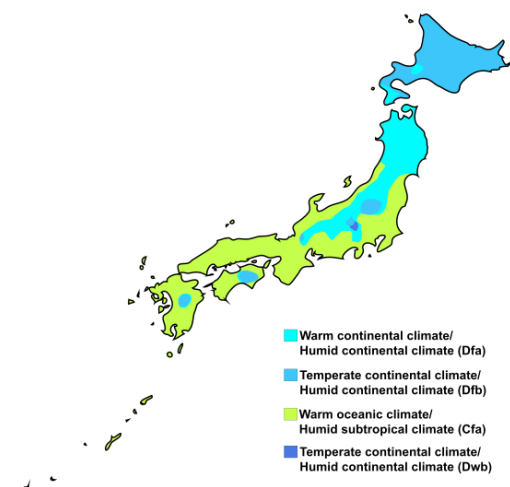 Warm continental climate/
Humid continental climate (Dfa)
Temperate continental climate/
Humid continental climate (Dfb)
Warm oceanic climate/
Humid subtropical climate (Cfa)
Temperate continental climate/
Humid continental climate (Dwb)